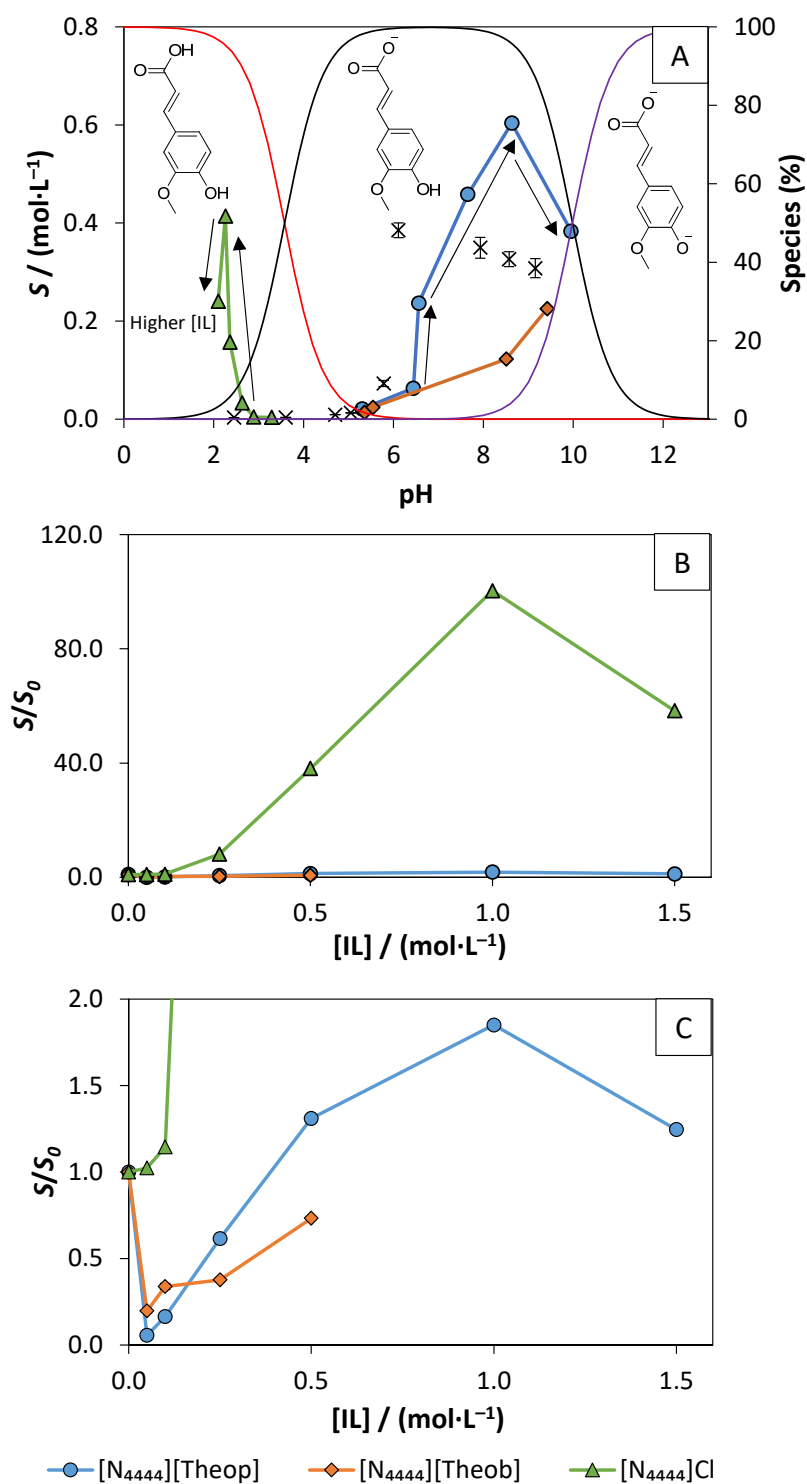 A
S / (mol·L⁻¹)
0.8
0.6
0.4
0.2
0.0
100
80
60
40
20
0
Species (%)
O
OH
O
OH
O
O⁻
O
OH
O
O⁻
O
O⁻
Higher [IL]
0
2
4
6
8
10
12
pH
B
S/S₀
120.0
80.0
40.0
0.0
0.0
0.5
1.0
1.5
[IL] / (mol·L⁻¹)
C
S/S₀
2.0
1.5
1.0
0.5
0.0
0.0
0.5
1.0
1.5
[IL] / (mol·L⁻¹)
[N₄₄₄₄][Theop]
[N₄₄₄₄][Theob]
[N₄₄₄₄]Cl